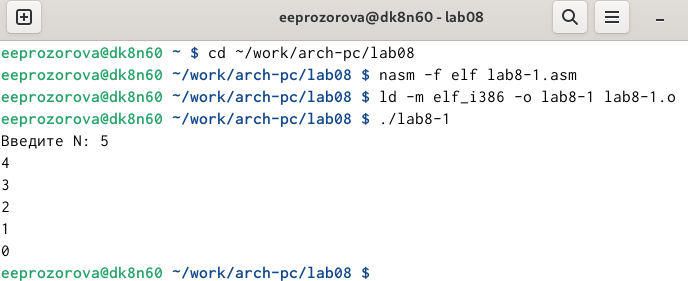 eeprozorova@dk8n60 - lab08
eeprozorova@dk8n60 ~ $ cd ~/work/arch-pc/lab08
eeprozorova@dk8n60 ~/work/arch-pc/lab08 $ nasm -f elf lab8-1.asm
eeprozorova@dk8n60 ~/work/arch-pc/lab08 $ ld -m elf_i386 -o lab8-1 lab8-1.o
eeprozorova@dk8n60 ~/work/arch-pc/lab08 $ ./lab8-1
Введите N: 5
4
3
2
1
0
eeprozorova@dk8n60 ~/work/arch-pc/lab08 $